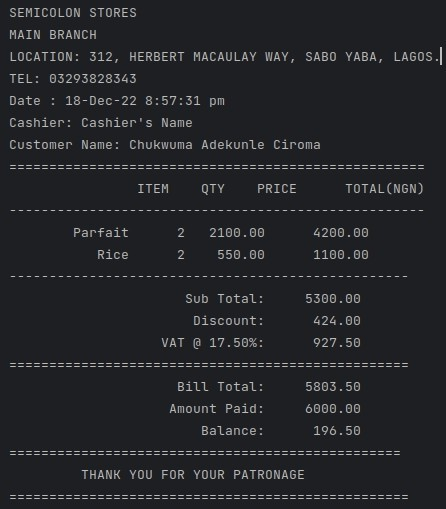 SEMICOLON STORES
MAIN BRANCH
LOCATION: 312, HERBERT MACAULAY WAY, SABO YABA, LAGOS.
TEL: 03293828343
Date : 18-Dec-22 8:57:31 pm
Cashier: Cashier's Name
Customer Name: Chukwuma Adekunle Ciroma
====================================================
ITEM QTY PRICE TOTAL(NGN)
----------------------------------------------------
Parfait 2 2100.00 4200.00
Rice 2 550.00 1100.00
--------------------------------------------------
Sub Total: 5300.00
Discount: 424.00
VAT @ 17.50%: 927.50
==================================================
Bill Total: 5803.50
Amount Paid: 6000.00
Balance: 196.50
=================================================
THANK YOU FOR YOUR PATRONAGE
==================================================